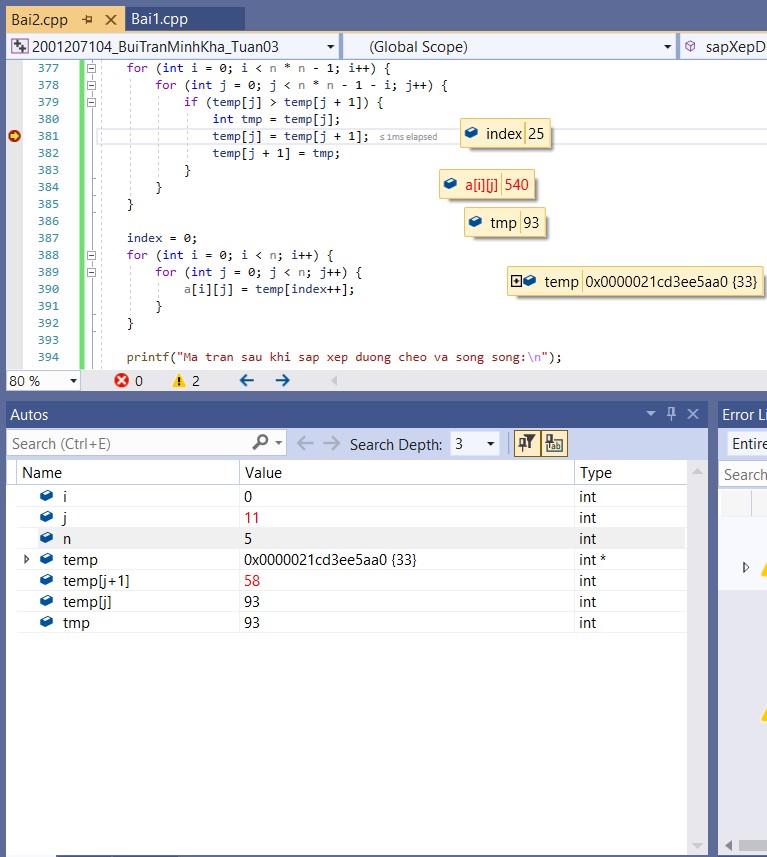 Bai2.cpp Bai1.cpp
2001207104_BuiTranMinhKha_Tuan03 (Global Scope) sapXepD
377 for (int i = 0; i < n * n - 1; i++) {
378 for (int j = 0; j < n * n - 1 - i; j++) {
379 if (temp[j] > temp[j + 1]) {
380 int tmp = temp[j];
381 temp[j] = temp[j + 1]; ≤ 1ms elapsed index 25
382 temp[j + 1] = tmp;
383 }
384 } a[i][j] 540
385 }
386 tmp 93
387 index = 0;
388 for (int i = 0; i < n; i++) {
389 for (int j = 0; j < n; j++) { temp 0x0000021cd3ee5aa0 {33}
390 a[i][j] = temp[index++];
391 }
392 }
393
394 printf("Ma tran sau khi sap xep duong cheo va song song:\n");
80 % 0 2
Autos Error Li
Search (Ctrl+E) Search Depth: 3 Entire
Name Value Type Search
i 0 int
j 11 int
n 5 int
temp 0x0000021cd3ee5aa0 {33} int *
temp[j+1] 58 int
temp[j] 93 int
tmp 93 int